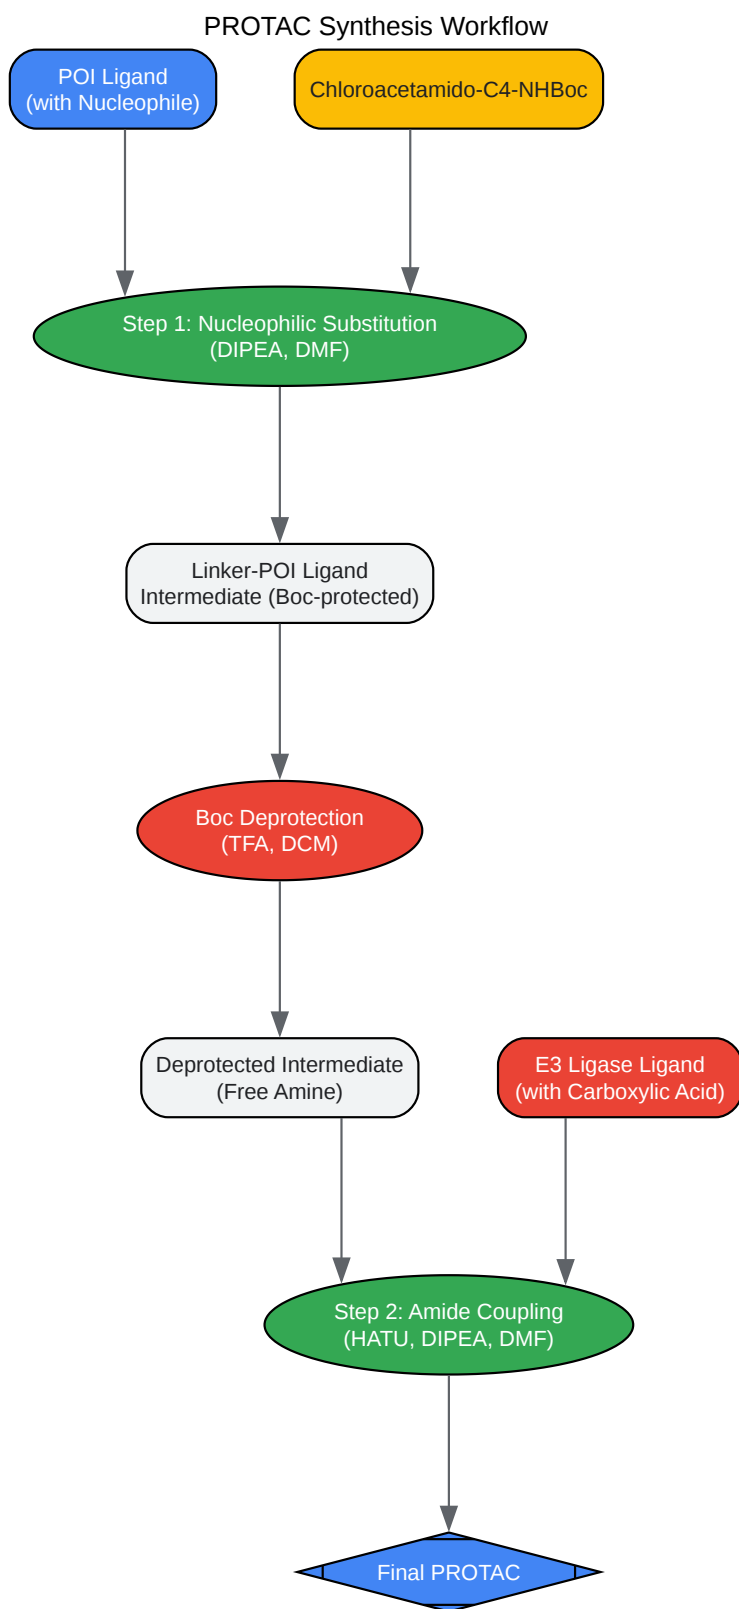 PROTAC Synthesis Workflow
POI Ligand
(with Nucleophile)
Chloroacetamido-C4-NHBoc
Step 1: Nucleophilic Substitution
(DIPEA, DMF)
Linker-POI Ligand
Intermediate (Boc-protected)
Boc Deprotection
(TFA, DCM)
Deprotected Intermediate
(Free Amine)
E3 Ligase Ligand
(with Carboxylic Acid)
Step 2: Amide Coupling
(HATU, DIPEA, DMF)
Final PROTAC